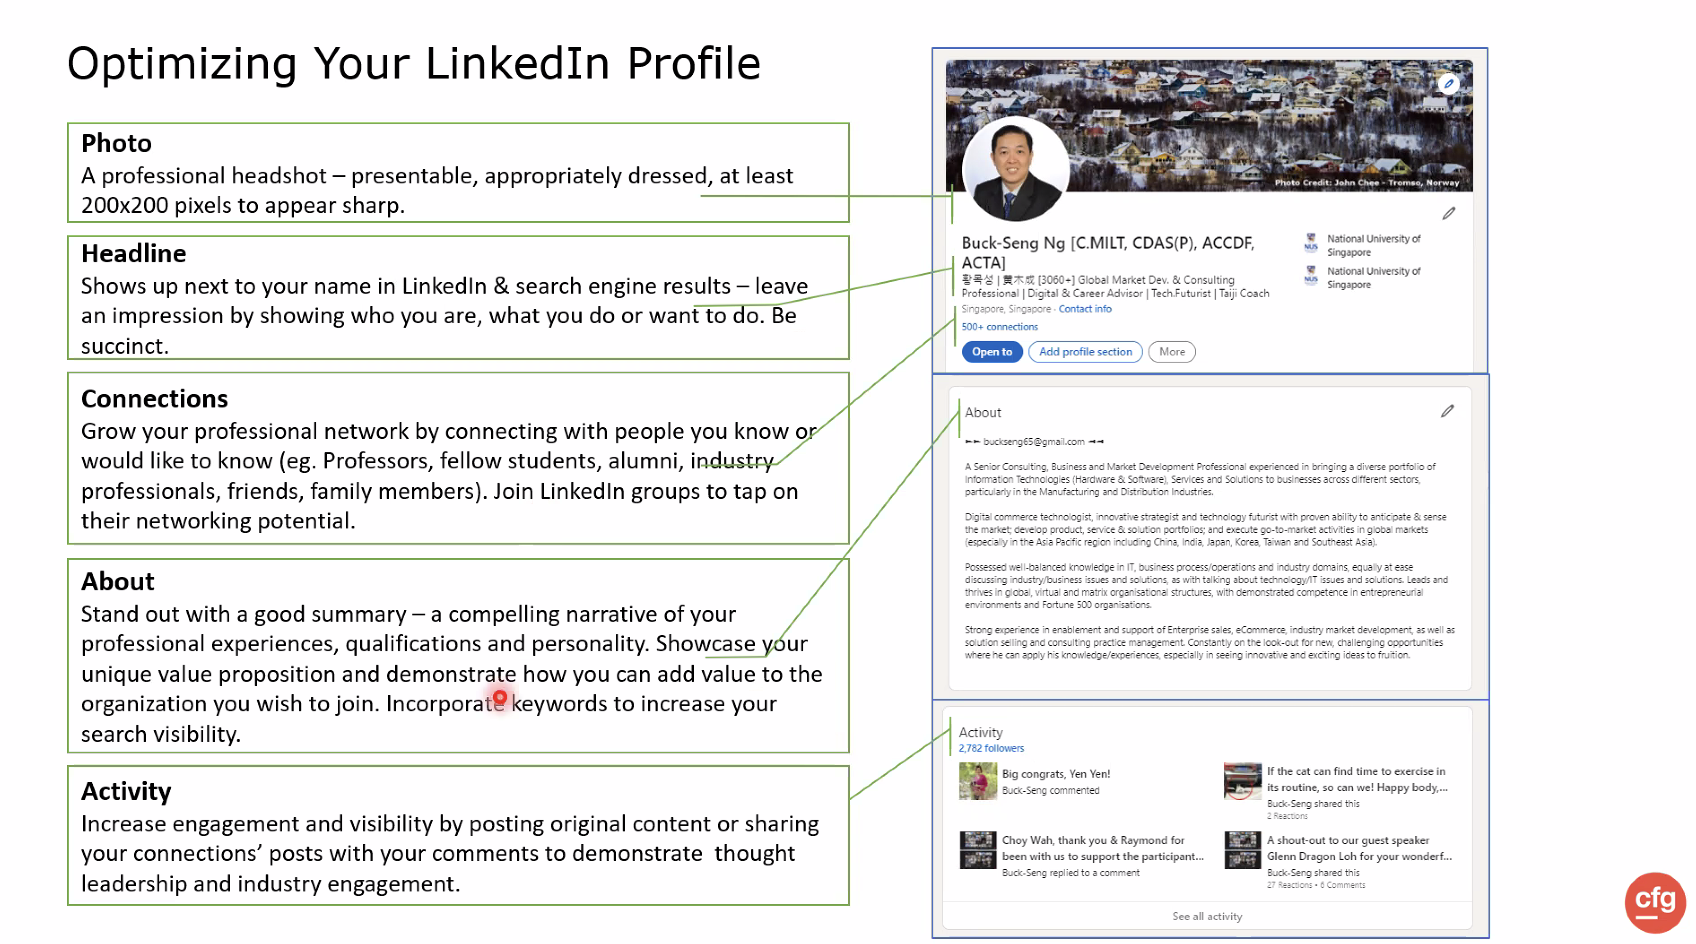 Optimizing Your LinkedIn Profile
Photo
A professional headshot – presentable, appropriately dressed, at least
200x200 pixels to appear sharp.
Headline
Shows up next to your name in LinkedIn & search engine results – leave
an impression by showing who you are, what you do or want to do. Be
succinct.
Connections
Grow your professional network by connecting with people you know or
would like to know (eg. Professors, fellow students, alumni, industry
professionals, friends, family members). Join LinkedIn groups to tap on
their networking potential.
About
Stand out with a good summary – a compelling narrative of your
professional experiences, qualifications and personality. Showcase your
unique value proposition and demonstrate how you can add value to the
organization you wish to join. Incorporate keywords to increase your
search visibility.
Activity
Increase engagement and visibility by posting original content or sharing
your connections’ posts with your comments to demonstrate  thought
leadership and industry engagement.
Photo Credit: John Chee - Tromso, Norway
Buck-Seng Ng [C.MILT, CDAS(P), ACCDF,
ACTA]
황목성 | 黄木成 [3060+] Global Market Dev. & Consulting
Professional | Digital & Career Advisor | Tech.Futurist | Taiji Coach
Singapore, Singapore · Contact info
500+ connections
Open to
Add profile section
More
NUS
National University of
Singapore
NUS
National University of
Singapore
About
►► buckseng65@gmail.com ◄◄
A Senior Consulting, Business and Market Development Professional experienced in bringing a diverse portfolio of
Information Technologies (Hardware & Software), Services and Solutions to businesses across different sectors,
particularly in the Manufacturing and Distribution Industries.
Digital commerce technologist, innovative strategist and technology futurist with proven ability to anticipate & sense
the market; develop product, service & solution portfolios; and execute go-to-market activities in global markets
(especially in the Asia Pacific region including China, India, Japan, Korea, Taiwan and Southeast Asia).
Possessed well-balanced knowledge in IT, business process/operations and industry domains, equally at ease
discussing industry/business issues and solutions, as with talking about technology/IT issues and solutions. Leads and
thrives in global, virtual and matrix organisational structures, with demonstrated competence in entrepreneurial
environments and Fortune 500 organisations.
Strong experience in enablement and support of Enterprise sales, eCommerce, industry market development, as well as
solution selling and consulting practice management. Constantly on the look-out for new, challenging opportunities
where he can apply his knowledge/experiences, especially in seeing innovative and exciting ideas to fruition.
Activity
2,782 followers
Big congrats, Yen Yen!
Buck-Seng commented
If the cat can find time to exercise in
its routine, so can we! Happy body,...
Buck-Seng shared this
2 Reactions
Choy Wah, thank you & Raymond for
been with us to support the participant...
Buck-Seng replied to a comment
A shout-out to our guest speaker
Glenn Dragon Loh for your wonderf...
Buck-Seng shared this
27 Reactions • 6 Comments
See all activity
cfg